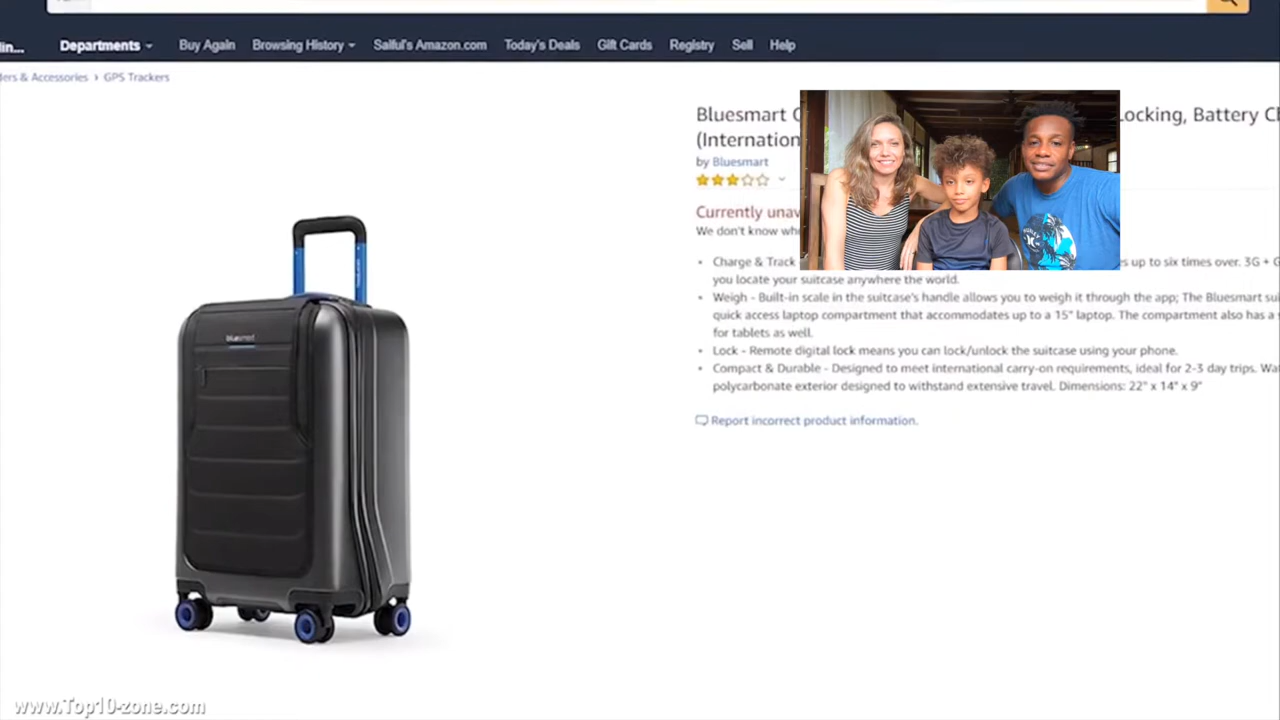 lin...
Departments
Buy Again
Browsing History
Saiful's Amazon.com
Today's Deals
Gift Cards
Registry
Sell
Help
ders & Accessories › GPS Trackers
Bluesmart
Locking, Battery
(Internation
by Bluesmart
Currently unav
We don't know
Charge & Track
s up to six times over. 3G +
you locate your suitcase anywhere the world.
Weigh - Built-in scale in the suitcase's handle allows you to weigh it through the app; The Bluesmart
quick access laptop compartment that accommodates up to a 15" laptop. The compartment also has a
for tablets as well.
Lock - Remote digital lock means you can lock/unlock the suitcase using your phone.
Compact & Durable - Designed to meet international carry-on requirements, ideal for 2-3 day trips.
polycarbonate exterior designed to withstand extensive travel. Dimensions: 22" x 14" x 9"
Report incorrect product information.
bluesmart
HURLEY
www.Top10-zone.com